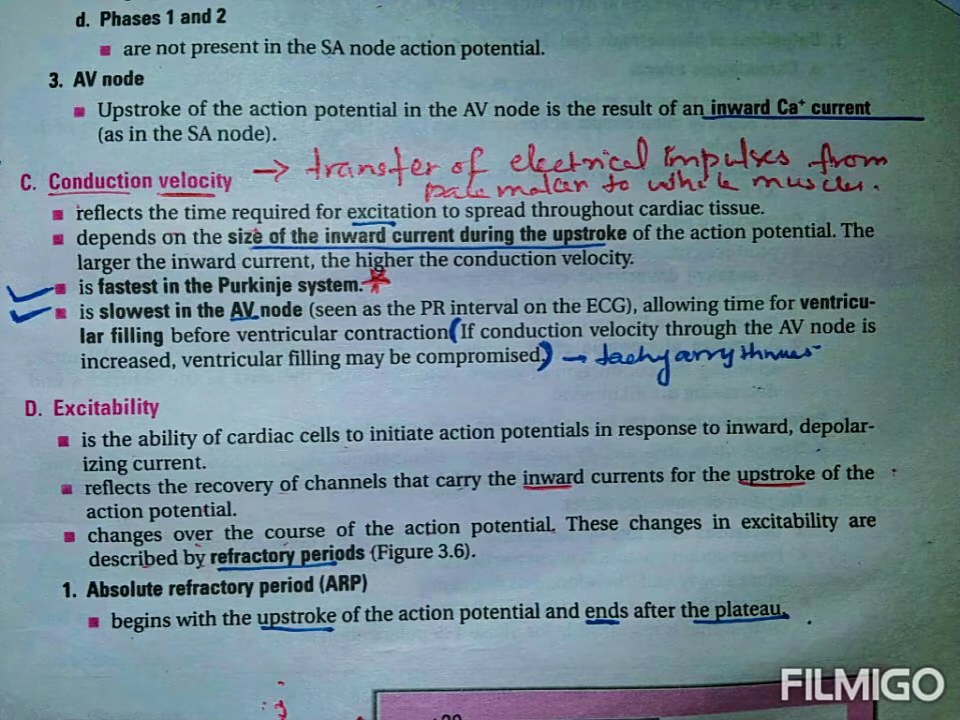 d. Phases 1 and 2
■ are not present in the SA node action potential.
3. AV node
■ Upstroke of the action potential in the AV node is the result of an inward Ca⁺ current
(as in the SA node).
C. Conduction velocity → transfer of electrical impulses from
pacemaker to whole muscle.
■ reflects the time required for excitation to spread throughout cardiac tissue.
■ depends on the size of the inward current during the upstroke of the action potential. The
larger the inward current, the higher the conduction velocity.
■ is fastest in the Purkinje system.
■ is slowest in the AV node (seen as the PR interval on the ECG), allowing time for ventricu-
lar filling before ventricular contraction (If conduction velocity through the AV node is
increased, ventricular filling may be compromised.) →
D. Excitability
■ is the ability of cardiac cells to initiate action potentials in response to inward, depolar-
izing current.
■ reflects the recovery of channels that carry the inward currents for the upstroke of the
action potential.
■ changes over the course of the action potential. These changes in excitability are
described by refractory periods (Figure 3.6).
1. Absolute refractory period (ARP)
■ begins with the upstroke of the action potential and ends after the plateau.
FILMIGO